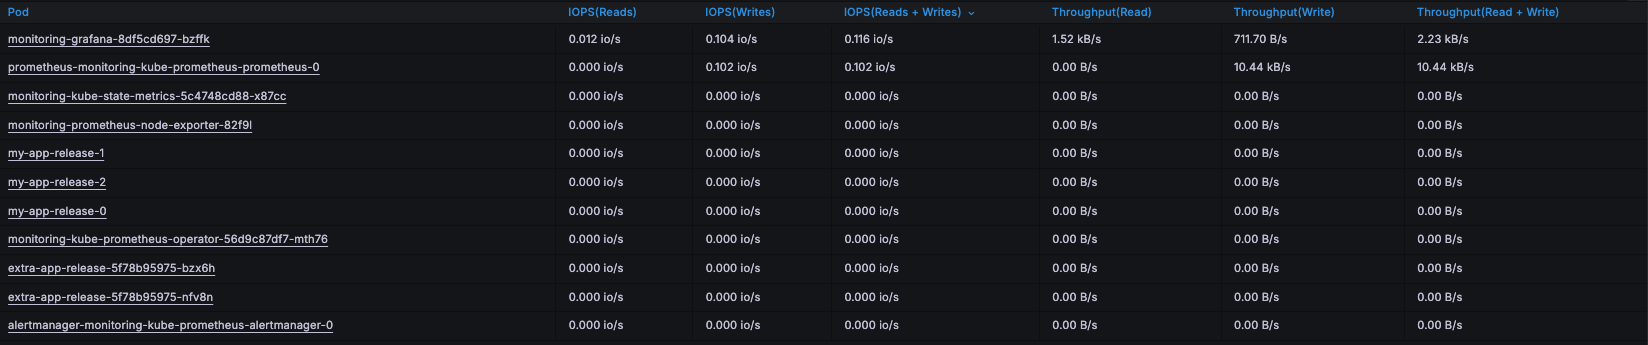 Pod IOPS(Reads) IOPS(Writes) IOPS(Reads + Writes) Throughput(Read) Throughput(Write) Throughput(Read + Write)
monitoring-grafana-8df5cd697-bzffk 0.012 io/s 0.104 io/s 0.116 io/s 1.52 kB/s 711.70 B/s 2.23 kB/s
prometheus-monitoring-kube-prometheus-prometheus-0 0.000 io/s 0.102 io/s 0.102 io/s 0.00 B/s 10.44 kB/s 10.44 kB/s
monitoring-kube-state-metrics-5c4748cd88-x87cc 0.000 io/s 0.000 io/s 0.000 io/s 0.00 B/s 0.00 B/s 0.00 B/s
monitoring-prometheus-node-exporter-82f9l 0.000 io/s 0.000 io/s 0.000 io/s 0.00 B/s 0.00 B/s 0.00 B/s
my-app-release-1 0.000 io/s 0.000 io/s 0.000 io/s 0.00 B/s 0.00 B/s 0.00 B/s
my-app-release-2 0.000 io/s 0.000 io/s 0.000 io/s 0.00 B/s 0.00 B/s 0.00 B/s
my-app-release-0 0.000 io/s 0.000 io/s 0.000 io/s 0.00 B/s 0.00 B/s 0.00 B/s
monitoring-kube-prometheus-operator-56d9c87df7-mth76 0.000 io/s 0.000 io/s 0.000 io/s 0.00 B/s 0.00 B/s 0.00 B/s
extra-app-release-5f78b95975-bzx6h 0.000 io/s 0.000 io/s 0.000 io/s 0.00 B/s 0.00 B/s 0.00 B/s
extra-app-release-5f78b95975-nfv8n 0.000 io/s 0.000 io/s 0.000 io/s 0.00 B/s 0.00 B/s 0.00 B/s
alertmanager-monitoring-kube-prometheus-alertmanager-0 0.000 io/s 0.000 io/s 0.000 io/s 0.00 B/s 0.00 B/s 0.00 B/s